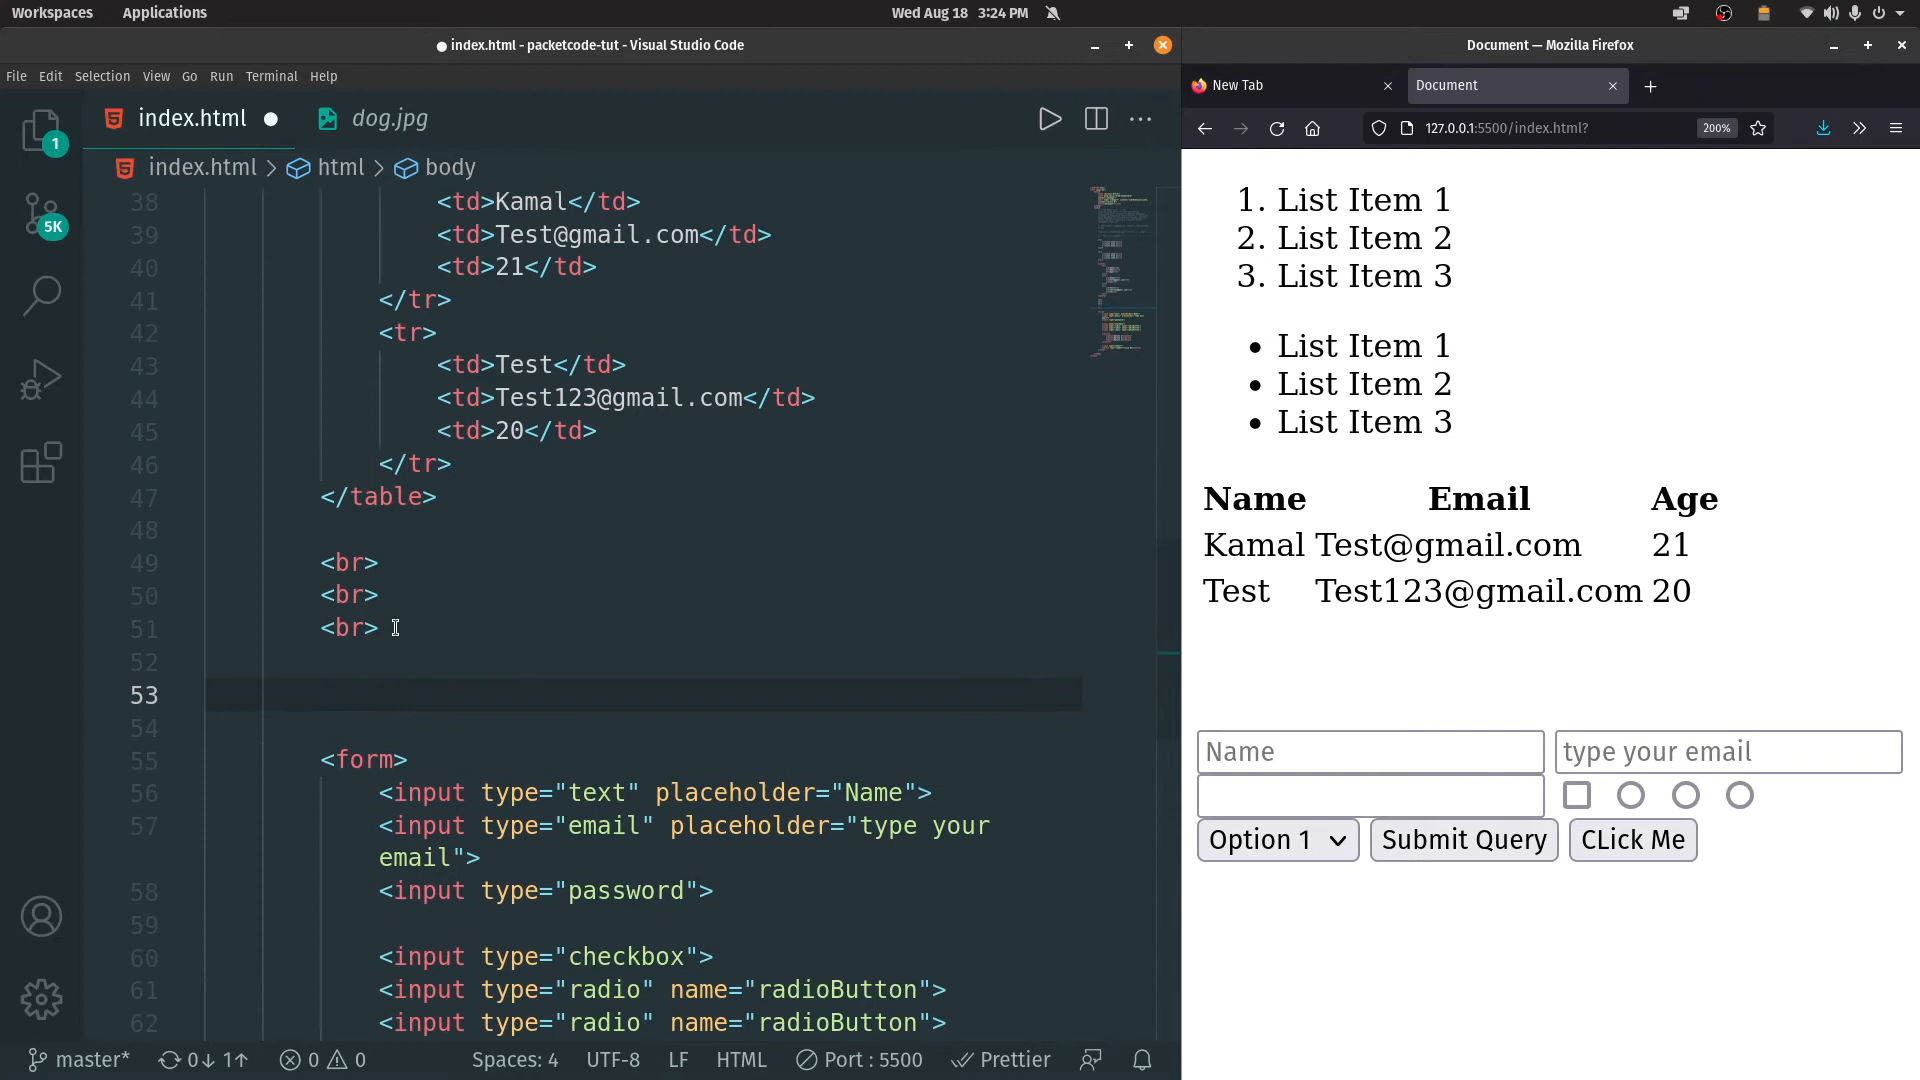 Workspaces Applications Wed Aug 18 3:24 PM
index.html - packetcode-tut - Visual Studio Code
File Edit Selection View Go Run Terminal Help
1
5K
index.html dog.jpg
index.html > html > body
38 <td>Kamal</td>
39 <td>Test@gmail.com</td>
40 <td>21</td>
41 </tr>
42 <tr>
43 <td>Test</td>
44 <td>Test123@gmail.com</td>
45 <td>20</td>
46 </tr>
47 </table>
48
49 <br>
50 <br>
51 <br>
52
53
54
55 <form>
56 <input type="text" placeholder="Name">
57 <input type="email" placeholder="type your
email">
58 <input type="password">
59
60 <input type="checkbox">
61 <input type="radio" name="radioButton">
62 <input type="radio" name="radioButton">
master* 0↓ 1↑ 0 0 Spaces: 4 UTF-8 LF HTML Port : 5500 Prettier
Document — Mozilla Firefox
New Tab Document
127.0.0.1:5500/index.html? 200%
1. List Item 1
2. List Item 2
3. List Item 3
• List Item 1
• List Item 2
• List Item 3
Name Email Age
Kamal Test@gmail.com 21
Test Test123@gmail.com 20
Name type your email
Option 1 Submit Query CLick Me